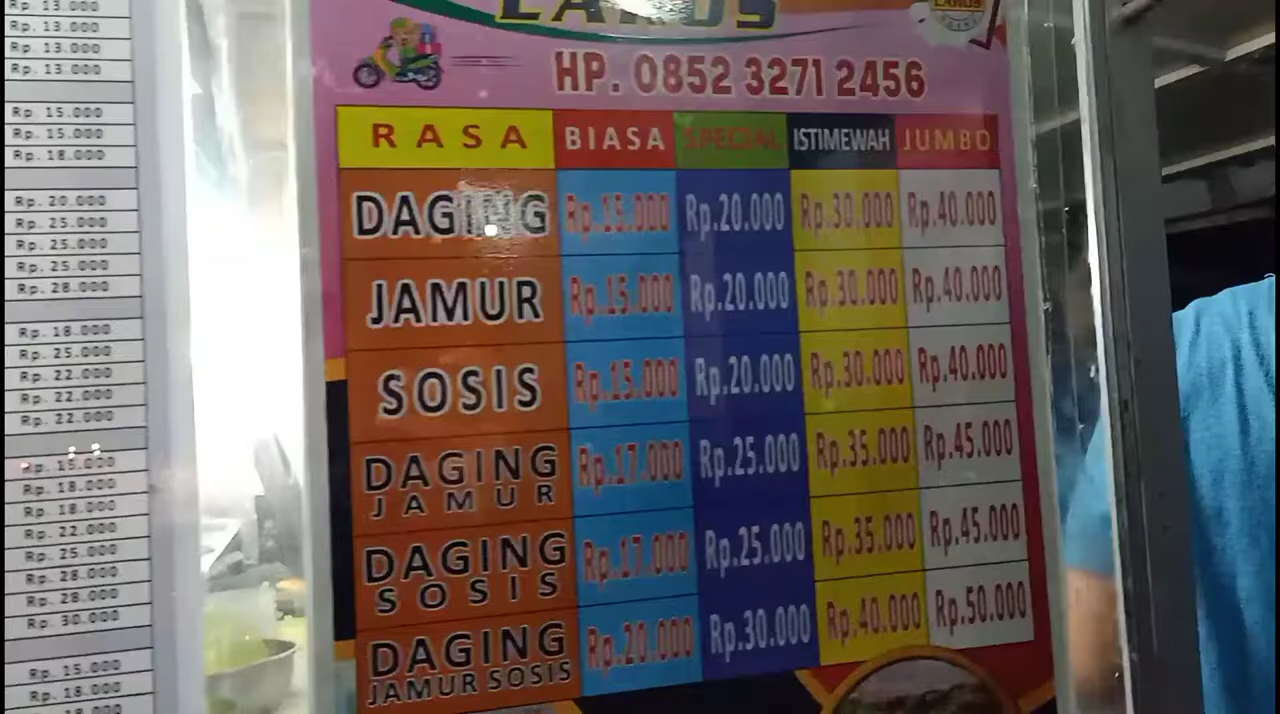 LARUS
LARUS
HP. 0852 3271 2456
RASA BIASA SPECIAL ISTIMEWAH JUMBO
DAGING Rp.15.000 Rp.20.000 Rp.30.000 Rp.40.000
JAMUR Rp.15.000 Rp.20.000 Rp.30.000 Rp.40.000
SOSIS Rp.15.000 Rp.20.000 Rp.30.000 Rp.40.000
DAGING
JAMUR Rp.17.000 Rp.25.000 Rp.35.000 Rp.45.000
DAGING
SOSIS Rp.17.000 Rp.25.000 Rp.35.000 Rp.45.000
DAGING
JAMUR SOSIS Rp.20.000 Rp.30.000 Rp.40.000 Rp.50.000
Rp. 13.000
Rp. 13.000
Rp. 13.000
Rp. 15.000
Rp. 15.000
Rp. 18.000
Rp. 20.000
Rp. 25.000
Rp. 25.000
Rp. 25.000
Rp. 28.000
Rp. 18.000
Rp. 25.000
Rp. 22.000
Rp. 22.000
Rp. 22.000
Rp. 15.000
Rp. 18.000
Rp. 18.000
Rp. 22.000
Rp. 25.000
Rp. 28.000
Rp. 28.000
Rp. 30.000
Rp. 15.000
Rp. 18.000